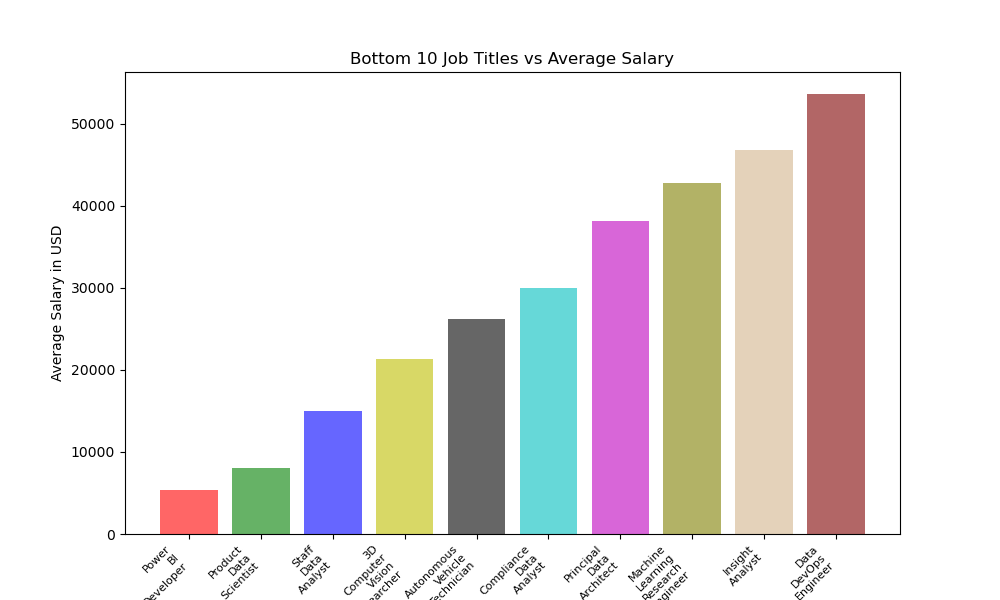 Bottom 10 Job Titles vs Average Salary
Average Salary in USD
50000
40000
30000
20000
10000
0
Power
BI
Developer
Product
Data
Scientist
Staff
Data
Analyst
3D
Computer
Vision
Autonomous
Vehicle
Compliance
Data
Analyst
Principal
Data
Architect
Machine
Learning
Research
Insight
Analyst
Data
DevOps
Engineer